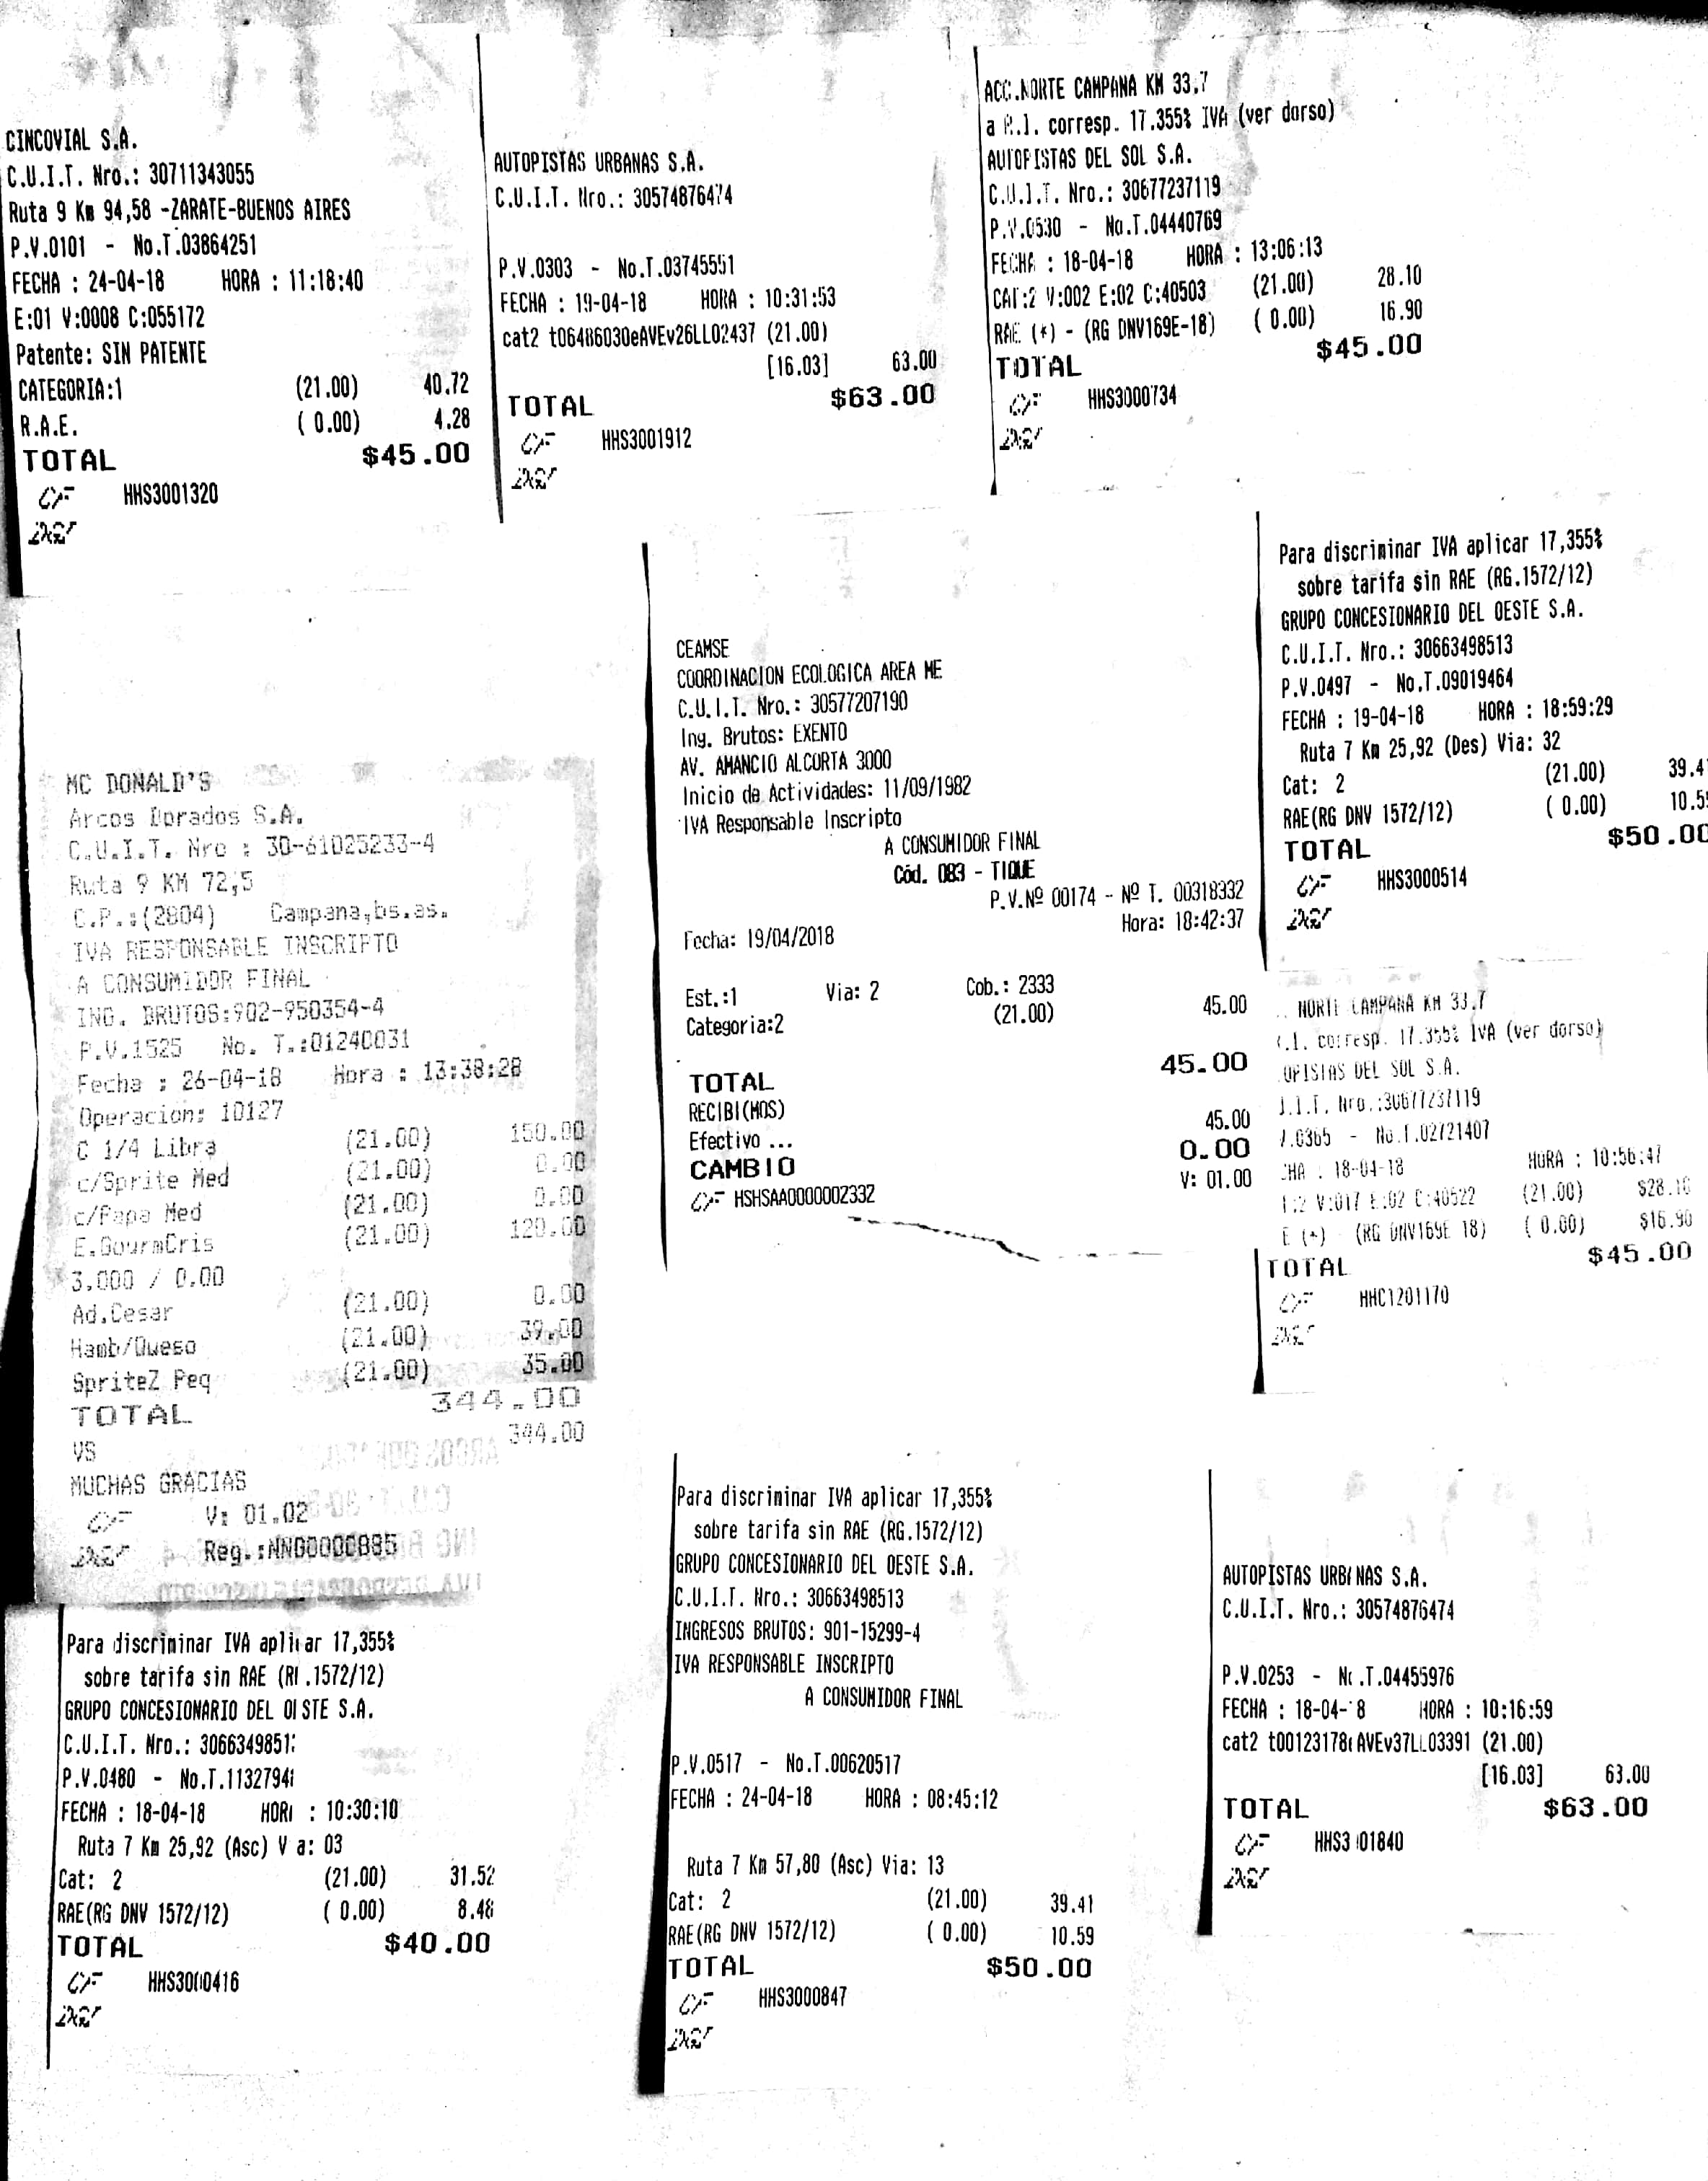 CINCOVIAL S.A.
C.U.I.T. Nro.: 30711343055
Ruta 9 Km 94,58 -ZARATE-BUENOS AIRES
P.V.0101 - No.T.03864251
FECHA : 24-04-18 HORA : 11:18:40
E:01 V:0008 C:055172
Patente: SIN PATENTE
CATEGORIA:1 (21.00) 40.72
R.A.E. ( 0.00) 4.28
TOTAL $45.00
CF HHS3001320
DGI
AUTOPISTAS URBANAS S.A.
C.U.I.T. Nro.: 30574876474
P.V.0303 - No.T.03745551
FECHA : 19-04-18 HORA : 10:31:53
cat2 t06486030eAVEv26LL02437 (21.00)
[16.03] 63.00
TOTAL $63.00
CF HHS3001912
DGI
ACC.NORTE CAMPANA KM 33.7
a R.I. corresp. 17.355% IVA (ver dorso)
AUTOPISTAS DEL SOL S.A.
C.U.I.T. Nro.: 30677237119
P.V.0530 - No.T.04440769
FECHA : 18-04-18 HORA : 13:06:13
CAT:2 V:002 E:02 C:40503 (21.00) 28.10
RAE (*) - (RG DNV169E-18) ( 0.00) 16.90
TOTAL $45.00
CF HHS3000734
DGI
MC DONALD'S
Arcos Dorados S.A.
C.U.I.T. Nro : 30-61025233-4
Ruta 9 KM 72,5
C.P.:(2804) Campana,bs.as.
IVA RESPONSABLE INSCRIPTO
A CONSUMIDOR FINAL
ING. BRUTOS:902-950354-4
P.V.1525 No. T.:01240031
Fecha : 26-04-18 Hora : 13:38:28
Operacion: 10127
C 1/4 Libra (21.00) 150.00
c/Sprite Med (21.00) 0.00
c/Papa Med (21.00) 0.00
E.GourmCris (21.00) 120.00
3.000 / 0.00
Ad.Cesar (21.00) 0.00
Hamb/Queso (21.00) 39.00
SpriteZ Peq (21.00) 35.00
TOTAL 344.00
VS 344.00
MUCHAS GRACIAS
CF V: 01.02
DGI Reg.:NNG0000885
CEAMSE
COORDINACION ECOLOGICA AREA ME
C.U.I.T. Nro.: 30577207190
Ing. Brutos: EXENTO
AV. AMANCIO ALCORTA 3000
Inicio de Actividades: 11/09/1982
IVA Responsable Inscripto
A CONSUMIDOR FINAL
Cód. 083 - TIQUE
P.V.Nº 00174 - Nº T. 00318332
Fecha: 19/04/2018 Hora: 18:42:37
Est.:1 Via: 2 Cob.: 2333
Categoria:2 (21.00) 45.00
TOTAL 45.00
RECIBI(MOS)
Efectivo ... 45.00
CAMBIO 0.00
CF HSHSAA0000002332 V: 01.00
Para discriminar IVA aplicar 17,355%
sobre tarifa sin RAE (RG.1572/12)
GRUPO CONCESIONARIO DEL OESTE S.A.
C.U.I.T. Nro.: 30663498513
P.V.0497 - No.T.09019464
FECHA : 19-04-18 HORA : 18:59:29
Ruta 7 Km 25,92 (Des) Via: 32
Cat: 2 (21.00) 39.4
RAE(RG DNV 1572/12) ( 0.00) 10.5
TOTAL $50.00
CF HHS3000514
DGI
NORTE CAMPANA KM 33.7
.I. corresp. 17.355% IVA (ver dorso)
OPISTAS DEL SOL S.A.
.I.T. Nro.:30677237119
.0365 - No.T.02721407
CHA : 18-04-18 HORA : 10:56:47
:2 V:017 E:02 C:40522 (21.00) $28.10
E (*) (RG DNV169E 18) ( 0.00) $16.90
TOTAL $45.00
CF HHC1201170
DGI
Para discriminar IVA aplicar 17,355%
sobre tarifa sin RAE (R .1572/12)
GRUPO CONCESIONARIO DEL OESTE S.A.
C.U.I.T. Nro.: 3066349851
P.V.0480 - No.T.1132794
FECHA : 18-04-18 HORA : 10:30:10
Ruta 7 Km 25,92 (Asc) V a: 03
Cat: 2 (21.00) 31.52
RAE(RG DNV 1572/12) ( 0.00) 8.48
TOTAL $40.00
CF HHS3000416
DGI
Para discriminar IVA aplicar 17,355%
sobre tarifa sin RAE (RG.1572/12)
GRUPO CONCESIONARIO DEL OESTE S.A.
C.U.I.T. Nro.: 30663498513
INGRESOS BRUTOS: 901-15299-4
IVA RESPONSABLE INSCRIPTO
A CONSUMIDOR FINAL
P.V.0517 - No.T.00620517
FECHA : 24-04-18 HORA : 08:45:12
Ruta 7 Km 57,80 (Asc) Via: 13
Cat: 2 (21.00) 39.41
RAE(RG DNV 1572/12) ( 0.00) 10.59
TOTAL $50.00
CF HHS3000847
DGI
AUTOPISTAS URBANAS S.A.
C.U.I.T. Nro.: 30574876474
P.V.0253 - No.T.04455976
FECHA : 18-04- 8 HORA : 10:16:59
cat2 t00123178 AVEv37LL03391 (21.00)
[16.03] 63.00
TOTAL $63.00
CF HHS3 01840
DGI